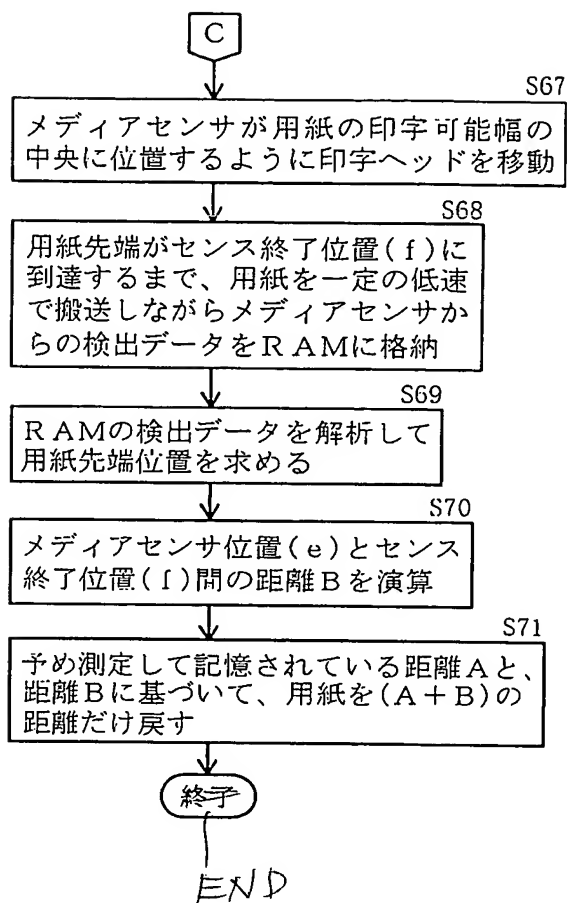 C
S67
メディアセンサが用紙の印字可能幅の
中央に位置するように印字ヘッドを移動
S68
用紙先端がセンス終了位置(f)に
到達するまで、用紙を一定の低速
で搬送しながらメディアセンサか
らの検出データをRAMに格納
S69
RAMの検出データを解析して
用紙先端位置を求める
S70
メディアセンサ位置(e)とセンス
終了位置(f)間の距離Bを演算
S71
予め測定して記憶されている距離Aと、
距離Bに基づいて、用紙を(A+B)の
距離だけ戻す
終了
END